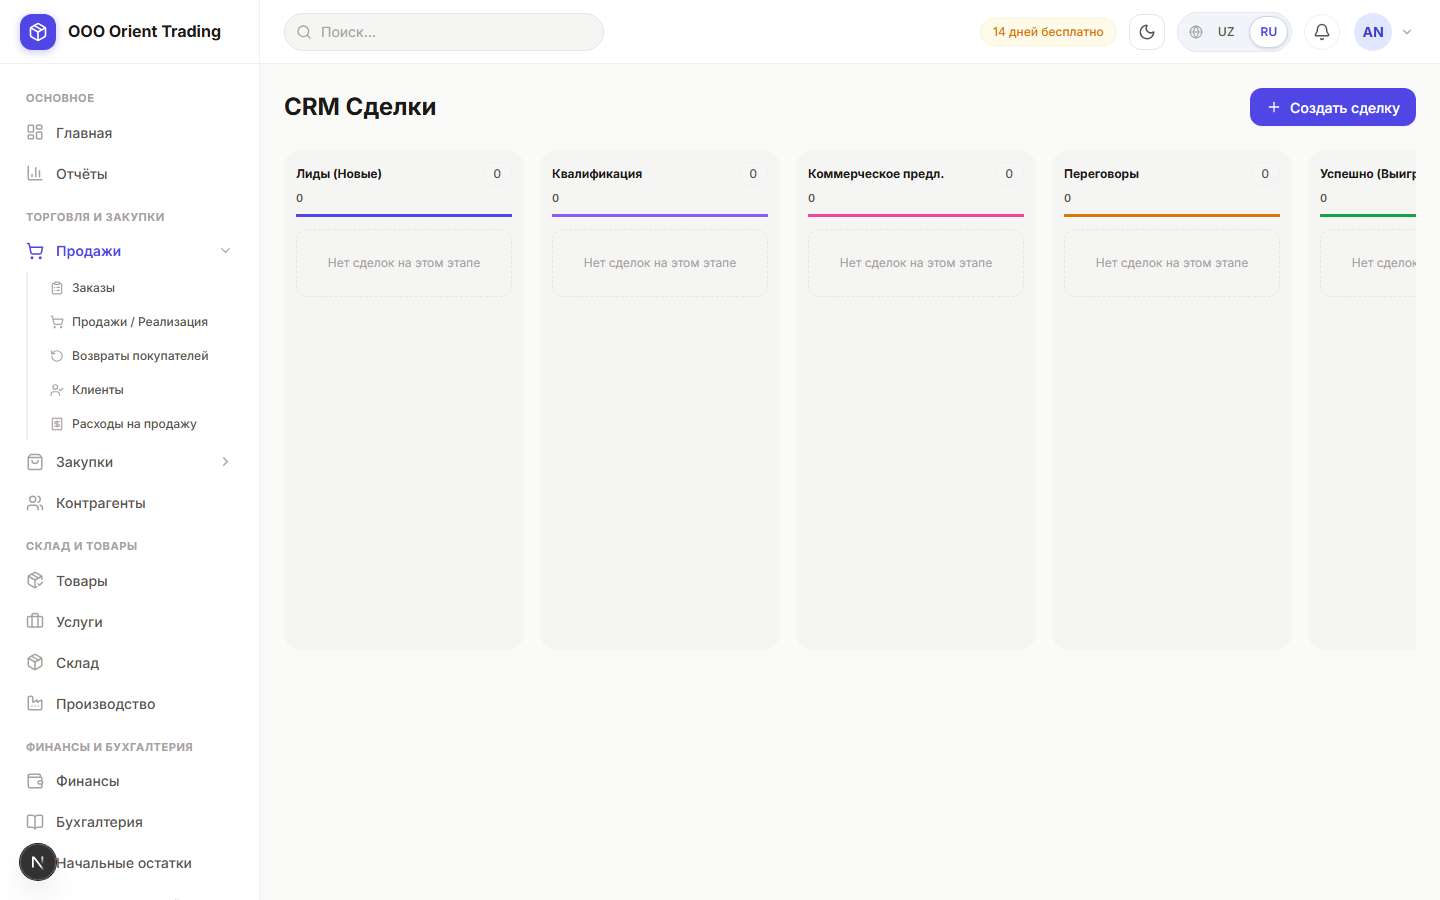 ООО Orient Trading
Поиск...
14 дней бесплатно
UZ
RU
AN
ОСНОВНОЕ
Главная
Отчёты
ТОРГОВЛЯ И ЗАКУПКИ
Продажи
Заказы
Продажи / Реализация
Возвраты покупателей
Клиенты
Расходы на продажу
Закупки
Контрагенты
СКЛАД И ТОВАРЫ
Товары
Услуги
Склад
Производство
ФИНАНСЫ И БУХГАЛТЕРИЯ
Финансы
Бухгалтерия
N
Начальные остатки
CRM Сделки
Создать сделку
Лиды (Новые) 0
0
Нет сделок на этом этапе
Квалификация 0
0
Нет сделок на этом этапе
Коммерческое предл. 0
0
Нет сделок на этом этапе
Переговоры 0
0
Нет сделок на этом этапе
Успешно (Выигр
0
Нет сделок